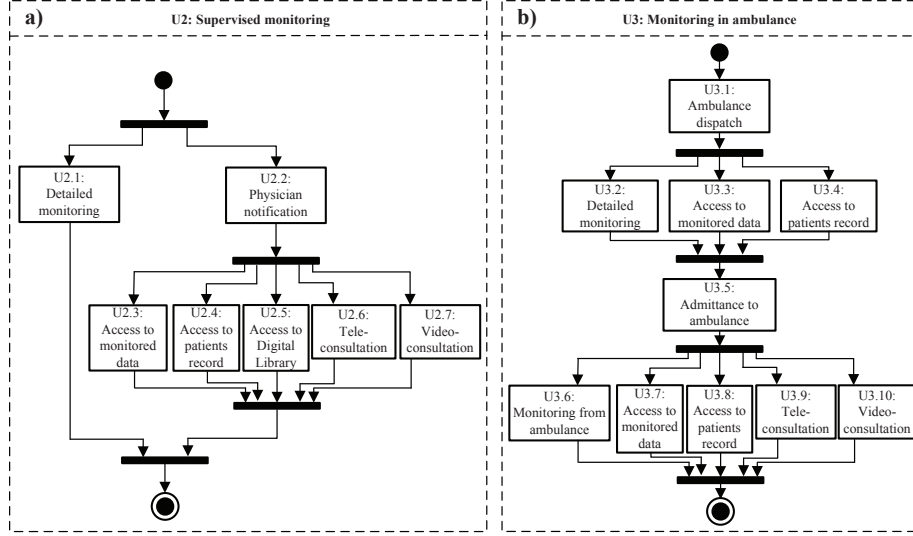 a)
U2: Supervised monitoring
U2.1:
Detailed
monitoring
U2.2:
Physician
notification
U2.3:
Access to
monitored
data
U2.4:
Access to
patients
record
U2.5:
Access to
Digital
Library
U2.6:
Tele-
consultation
U2.7:
Video-
consultation
b)
U3: Monitoring in ambulance
U3.1:
Ambulance
dispatch
U3.2:
Detailed
monitoring
U3.3:
Access to
monitored data
U3.4:
Access to
patients record
U3.5:
Admittance to
ambulance
U3.6:
Monitoring from
ambulance
U3.7:
Access to
monitored
data
U3.8:
Access to
patients
record
U3.9:
Tele-
consultation
U3.10:
Video-
consultation